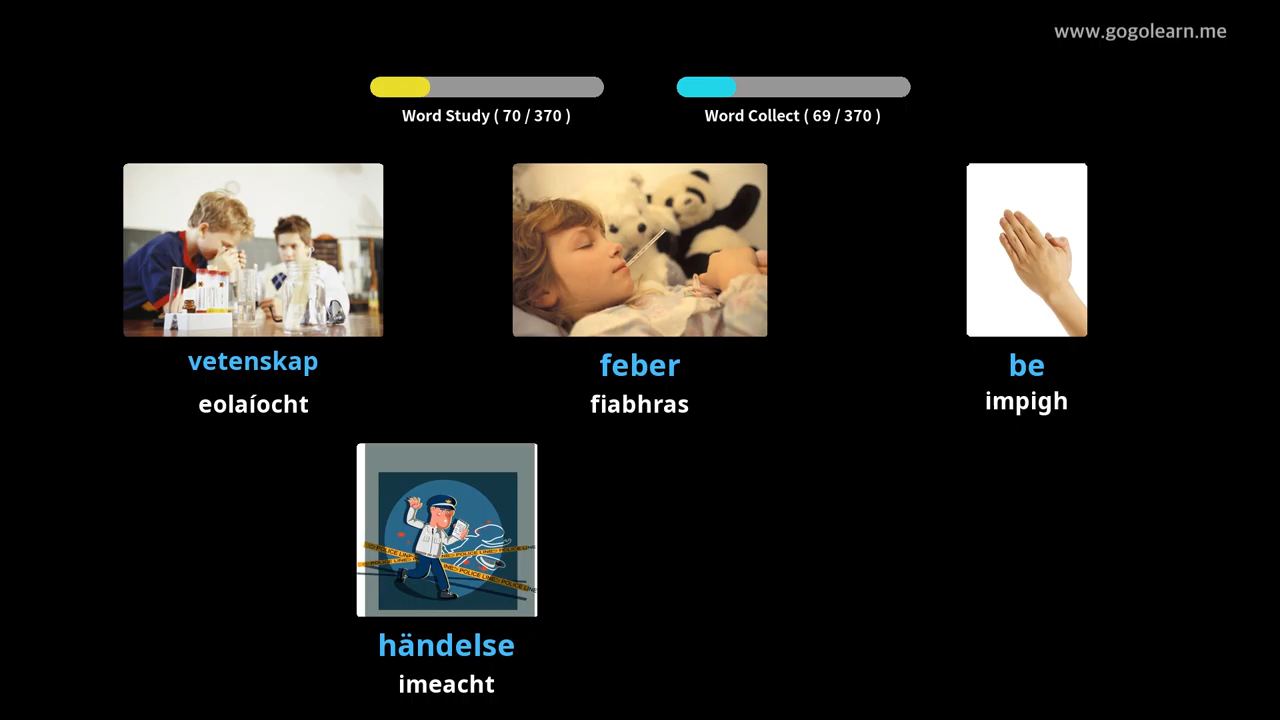 www.gogolearn.me
Word Study ( 70 / 370 )
Word Collect ( 69 / 370 )
vetenskap
eolaíocht
feber
fiabhras
be
impigh
händelse
imeacht